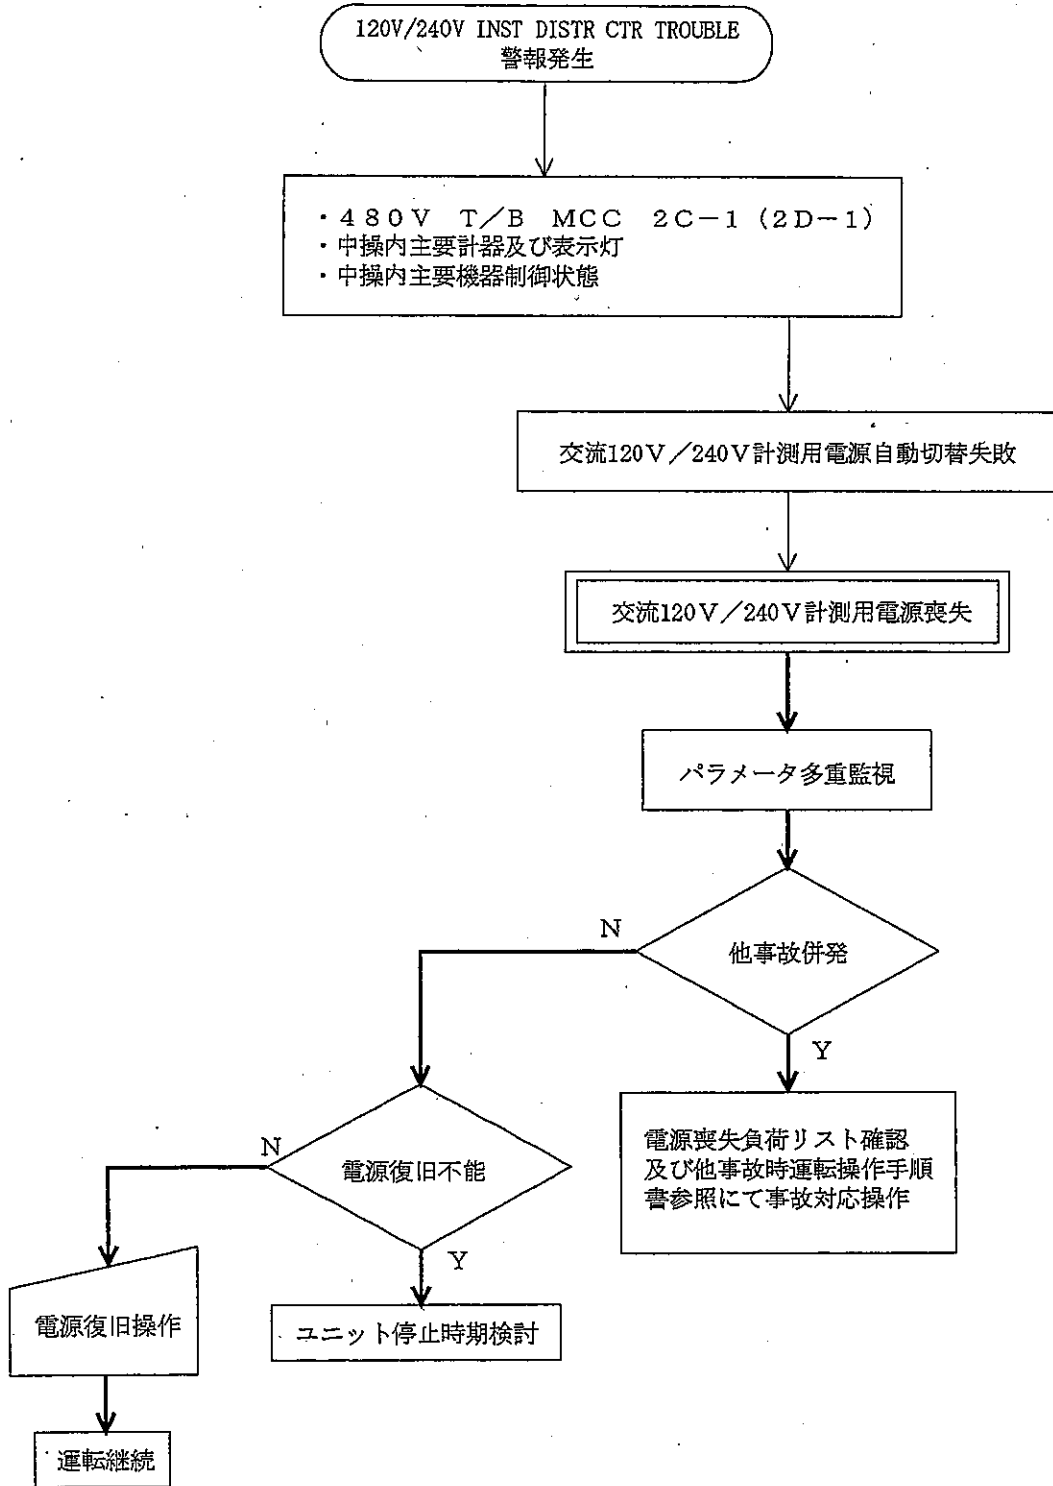 120V/240V INST DISTR CTR TROUBLE
警報発生
・４８０Ｖ　Ｔ／Ｂ　ＭＣＣ　２Ｃ－１（２Ｄ－１）
・中操内主要計器及び表示灯
・中操内主要機器制御状態
交流120Ｖ／240Ｖ計測用電源自動切替失敗
交流120Ｖ／240Ｖ計測用電源喪失
パラメータ多重監視
他事故併発
N
Y
電源喪失負荷リスト確認
及び他事故時運転操作手順
書参照にて事故対応操作
電源復旧不能
N
Y
電源復旧操作
ユニット停止時期検討
運転継続